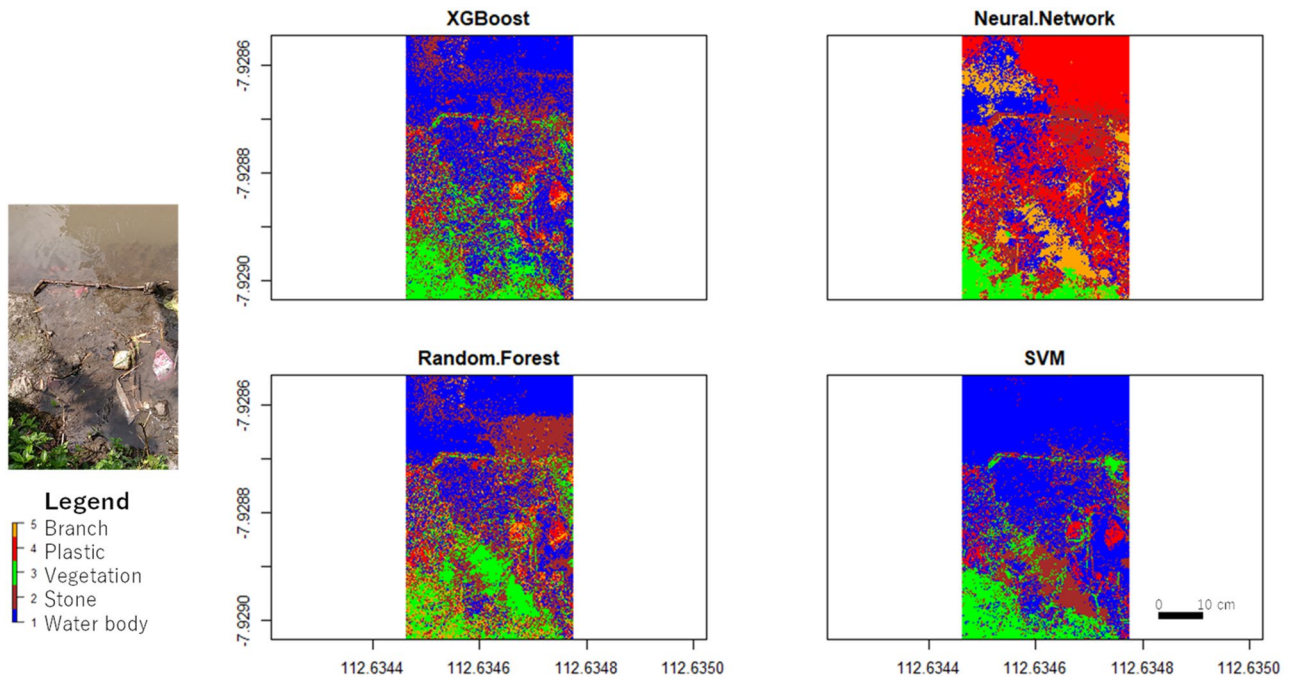 XGBoost
Neural.Network
-7.9286
-7.9288
-7.9290
Random.Forest
SVM
-7.9286
-7.9288
-7.9290
0 10 cm
112.6344 112.6346 112.6348 112.6350
112.6344 112.6346 112.6348 112.6350
Legend
5 Branch
4 Plastic
3 Vegetation
2 Stone
1 Water body